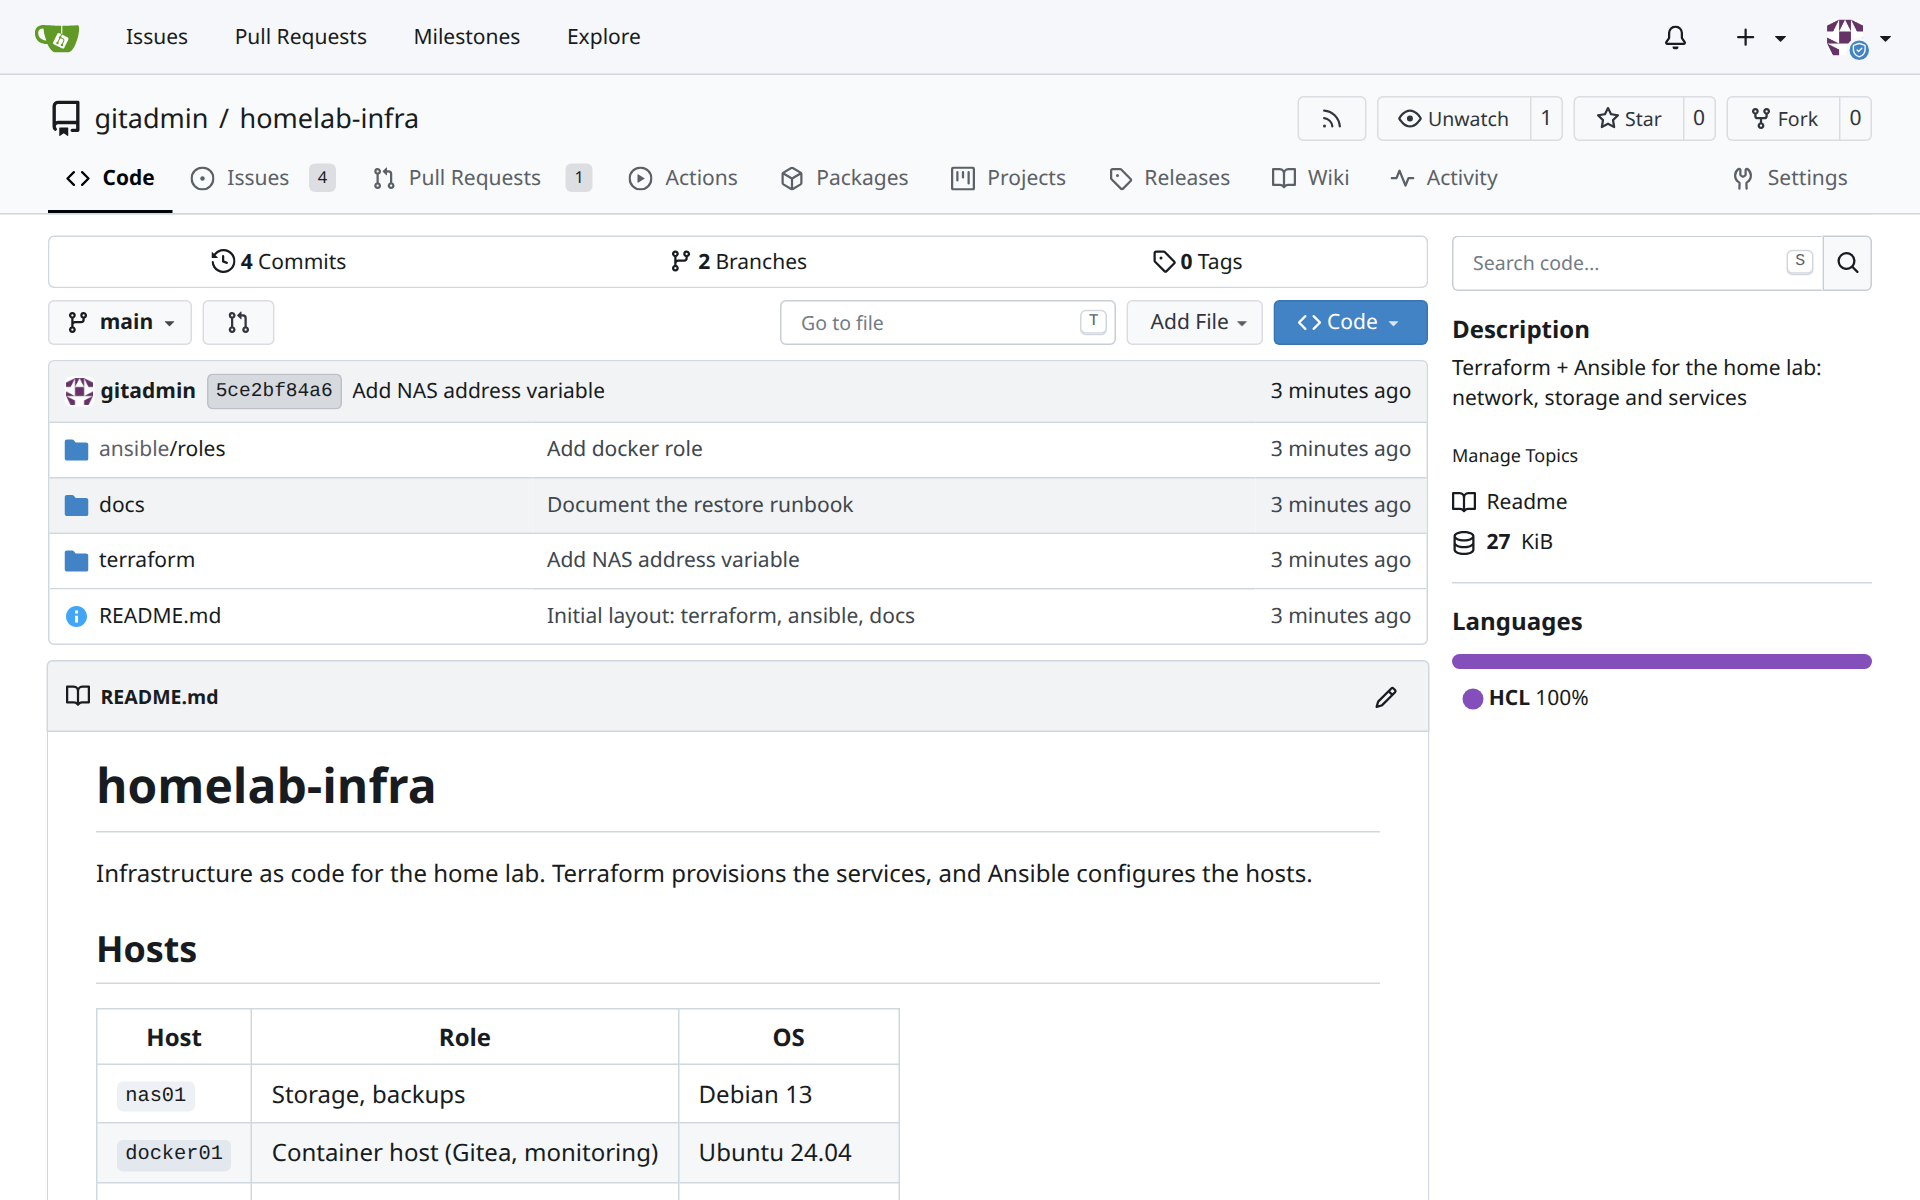 Issues Pull Requests Milestones Explore
gitadmin / homelab-infra
Unwatch 1 Star 0 Fork 0
Code Issues 4 Pull Requests 1 Actions Packages Projects Releases Wiki Activity Settings
4 Commits 2 Branches 0 Tags
Search code... S
main Go to file T Add File Code
Description
Terraform + Ansible for the home lab:
network, storage and services
Manage Topics
Readme
27 KiB
Languages
HCL 100%
gitadmin 5ce2bf84a6 Add NAS address variable 3 minutes ago
ansible/roles Add docker role 3 minutes ago
docs Document the restore runbook 3 minutes ago
terraform Add NAS address variable 3 minutes ago
README.md Initial layout: terraform, ansible, docs 3 minutes ago
README.md
homelab-infra
Infrastructure as code for the home lab. Terraform provisions the services, and Ansible configures the hosts.
Hosts
Host Role OS
nas01 Storage, backups Debian 13
docker01 Container host (Gitea, monitoring) Ubuntu 24.04